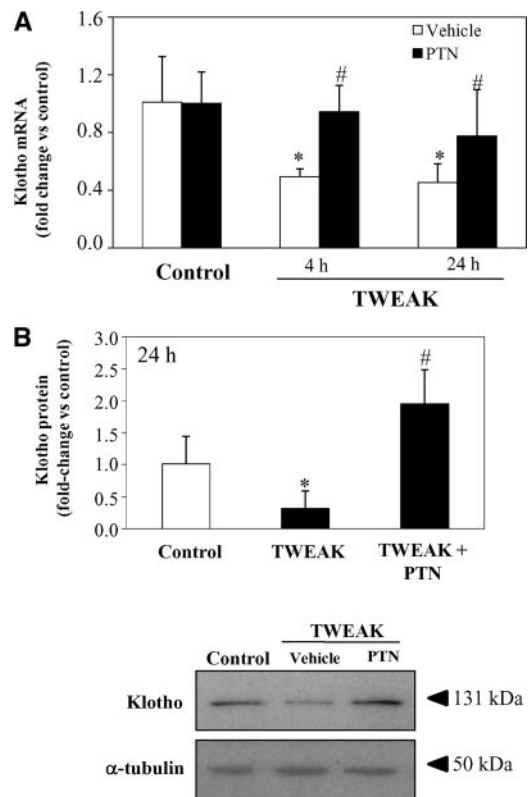 A
Klotho mRNA
(fold change vs control)
1.6
1.2
0.8
0.4
0.0
Vehicle
PTN
*
#
*
#
Control
4 h
24 h
TWEAK
B
Klotho protein
(fold-change vs control)
3.0
2.5
2.0
1.5
1.0
0.5
0.0
24 h
*
#
Control
TWEAK
TWEAK +
PTN
TWEAK
Control
Vehicle
PTN
Klotho
131 kDa
α-tubulin
50 kDa